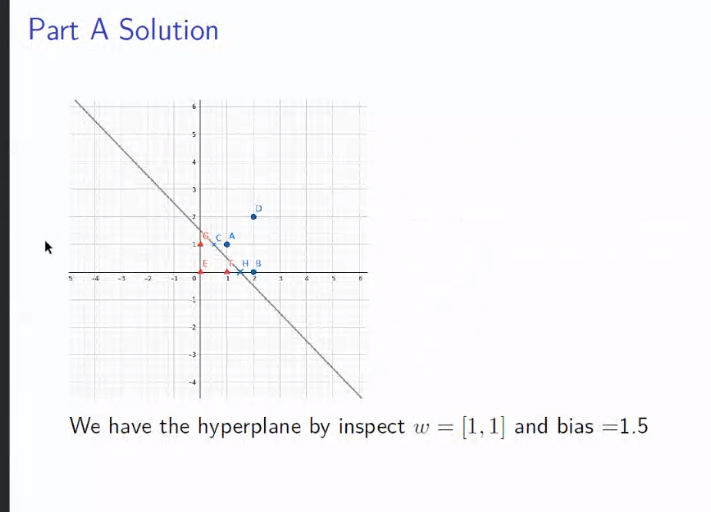 Part A Solution
6
5
4
D
3
2
G C A
1
E F H B
5 -4 -3 -2 -1 0 1 2 3 4 5 6
-1
-2
-3
-4
We have the hyperplane by inspect w = [1, 1] and bias =1.5